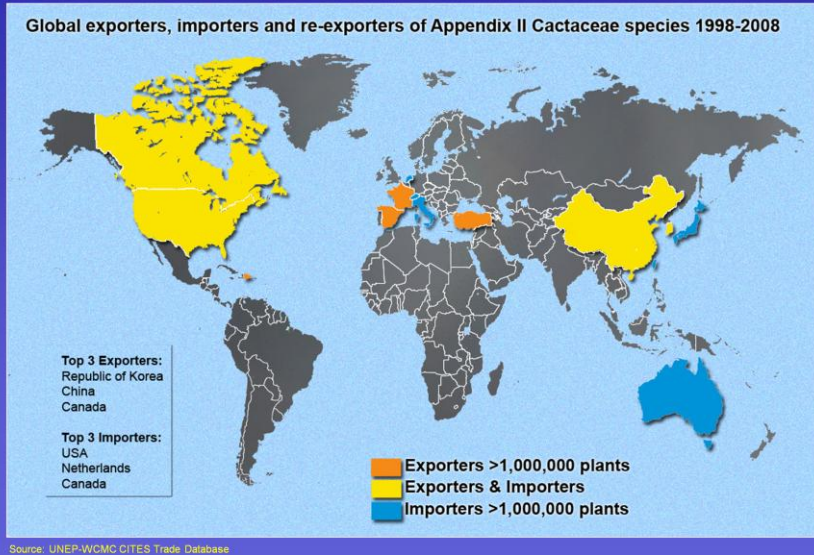 Global exporters, importers and re-exporters of Appendix II Cactaceae species 1998-2008
Top 3 Exporters:
Republic of Korea
China
Canada
Top 3 Importers:
USA
Netherlands
Canada
Exporters >1,000,000 plants
Exporters & Importers
Importers >1,000,000 plants
Source: UNEP-WCMC CITES Trade Database